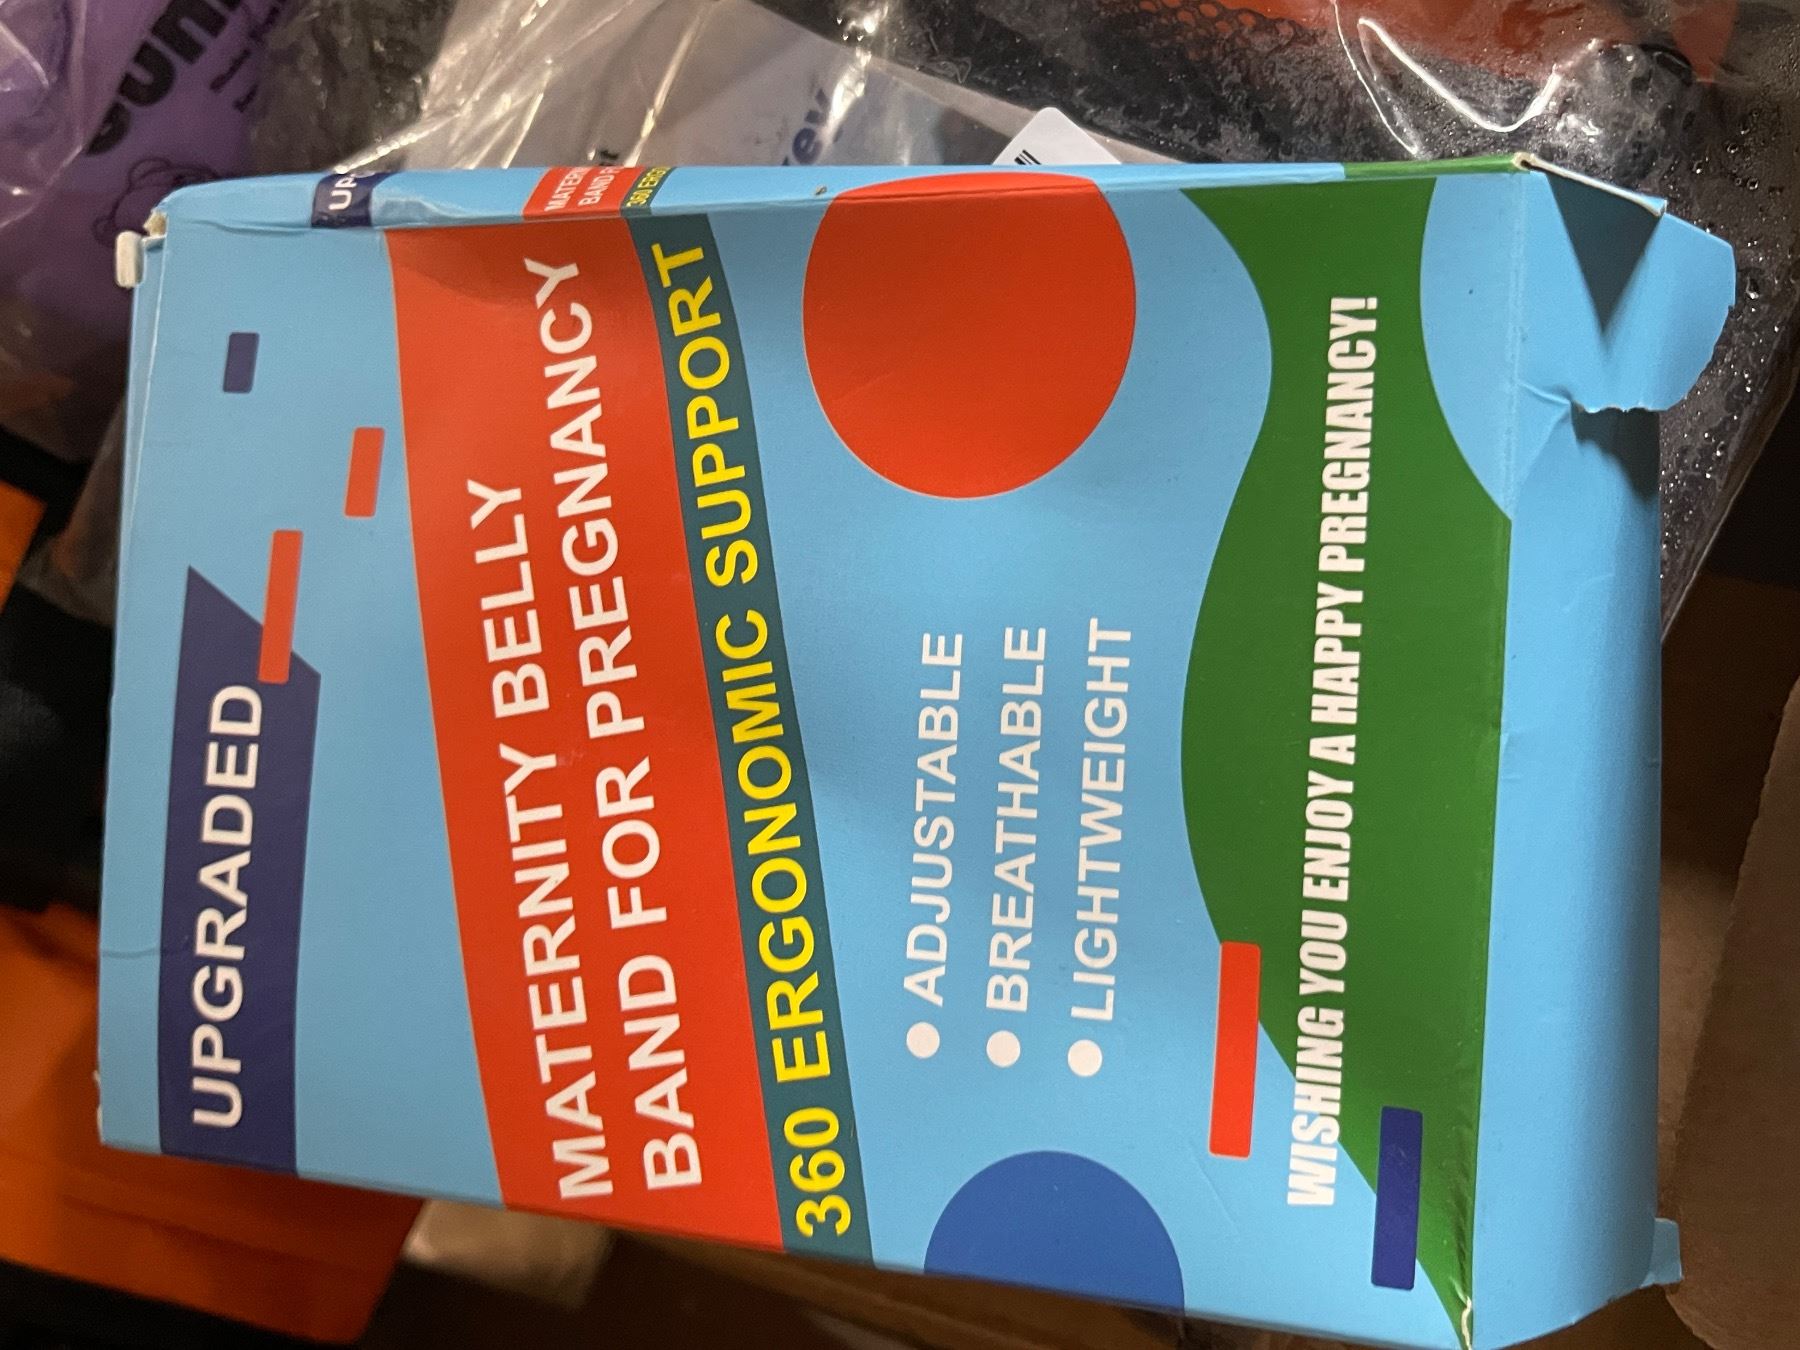 UPGRADED
MATERNITY BELLY
BAND FOR PREGNANCY
360 ERGONOMIC SUPPORT
● ADJUSTABLE
● BREATHABLE
● LIGHTWEIGHT
WISHING YOU ENJOY A HAPPY PREGNANCY!